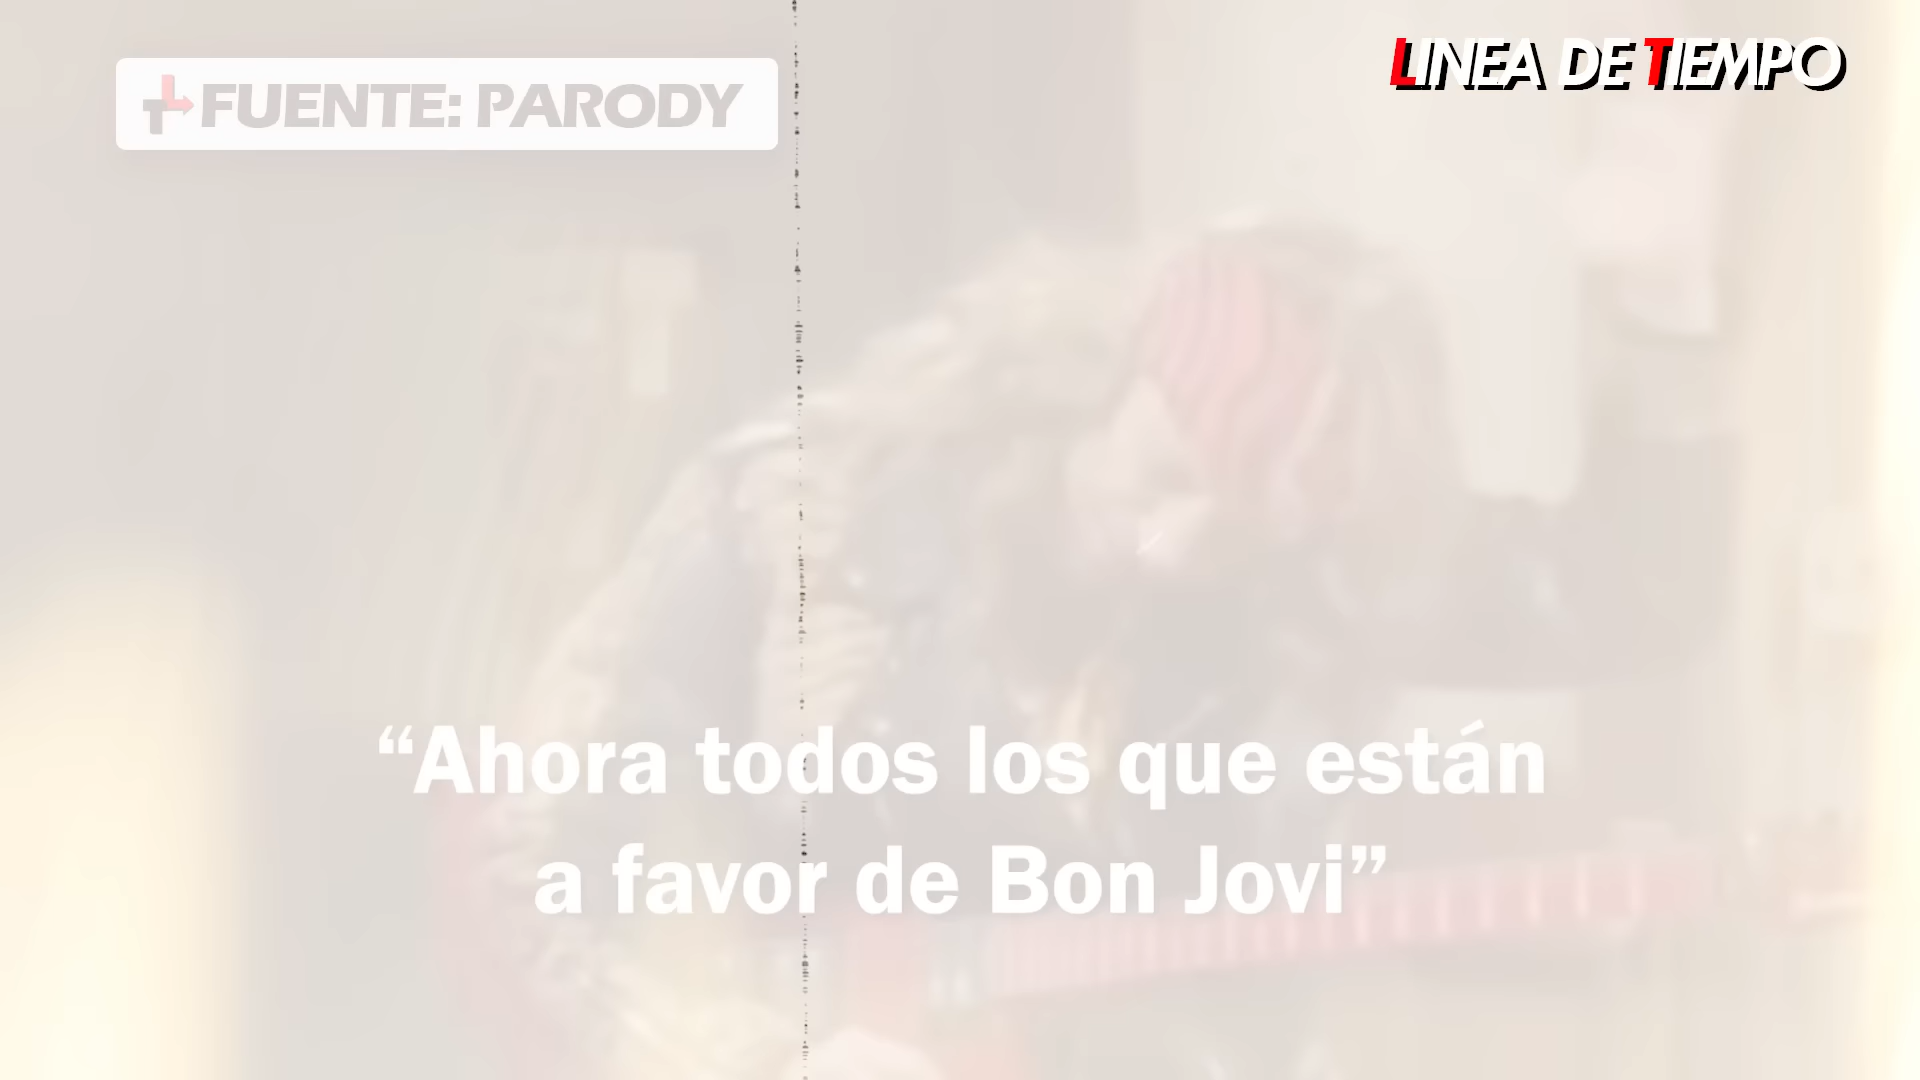 FUENTE: PARODY
LINEA DE TIEMPO
“Ahora todos los que están
a favor de Bon Jovi”